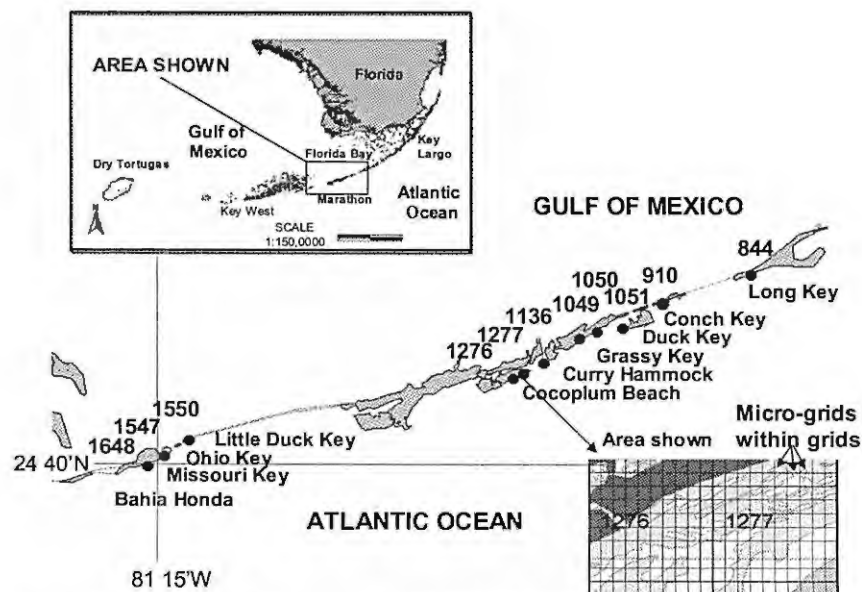 AREA SHOWN
Florida
Gulf of
Mexico
Florida Bay
Key
Largo
Dry Tortugas
Key West
Marathon
Atlantic
Ocean
SCALE
1:150,0000
GULF OF MEXICO
844
Long Key
910
1050
1051
1049
1136
1277
1276
Conch Key
Duck Key
Grassy Key
Curry Hammock
Cocoplum Beach
1550
1547
1648
Little Duck Key
Ohio Key
Missouri Key
Bahia Honda
24 40'N
81 15'W
ATLANTIC OCEAN
Area shown
Micro-grids
within grids
1276
1277